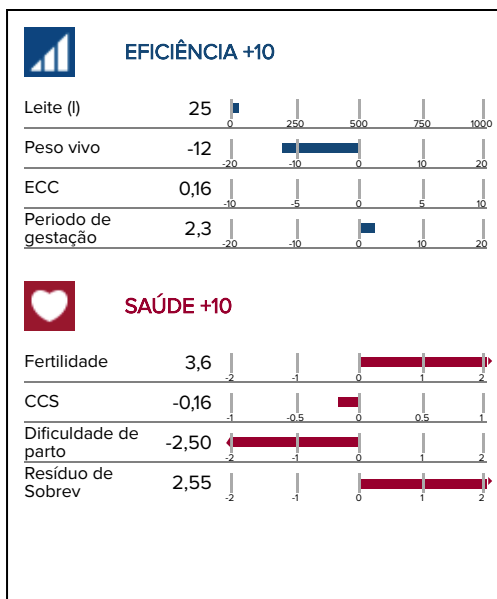 EFICIÊNCIA +10
Leite (l) 25
0 250 500 750 1000
Peso vivo -12
-20 -10 0 10 20
ECC 0,16
-10 -5 0 5 10
Periodo de
gestação 2,3
-20 -10 0 10 20
SAÚDE +10
Fertilidade 3,6
-2 -1 0 1 2
CCS -0,16
-1 -0.5 0 0.5 1
Dificuldade de
parto -2,50
-2 -1 0 1 2
Resíduo de
Sobrev 2,55
-2 -1 0 1 2